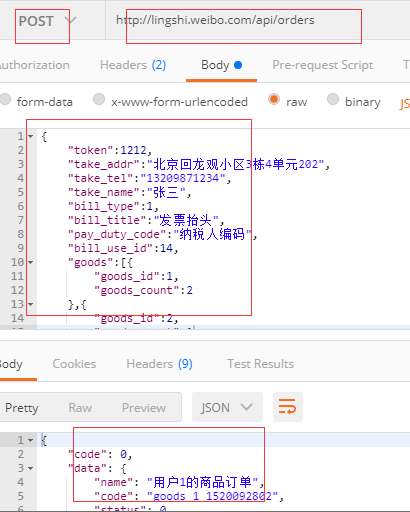 POST http://lingshi.weibo.com/api/orders
uthorization Headers (2) Body Pre-request Script
form-data x-www-form-urlencoded raw binary
1 {
2 "token":1212,
3 "take_addr":"北京回龙观小区3栋4单元202",
4 "take_tel":"13209871234",
5 "take_name":"张三",
6 "bill_type":1,
7 "bill_title":"发票抬头",
8 "pay_duty_code":"纳税人编码",
9 "bill_use_id":14,
10 "goods":[{
11 "goods_id":1,
12 "goods_count":2
13 },{
14 "goods_id":2,
Body Cookies Headers (9) Test Results
Pretty Raw Preview JSON
1 {
2 "code": 0,
3 "data": {
4 "name": "用户1的商品订单",
5 "code": "goods_1_1520092802",
6 "status": 0